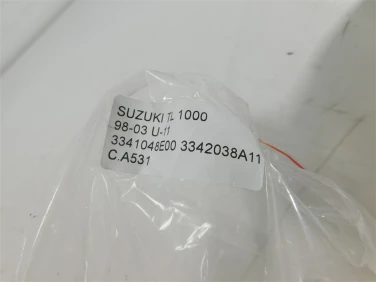 SUZUKI TL 1000
98-03 U-11
3341048E00 3342038A11
C.A531